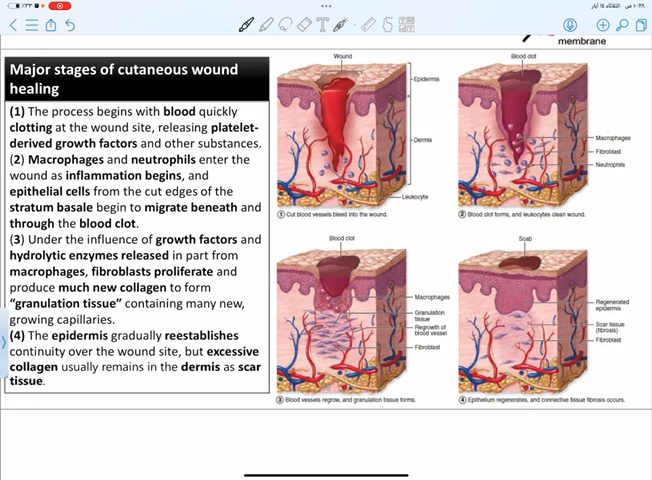 ١٠:٢٨ ص الثلاثاء ١٤ أيار
membrane
Major stages of cutaneous wound
healing
(1) The process begins with blood quickly
clotting at the wound site, releasing platelet-
derived growth factors and other substances.
(2) Macrophages and neutrophils enter the
wound as inflammation begins, and
epithelial cells from the cut edges of the
stratum basale begin to migrate beneath and
through the blood clot.
(3) Under the influence of growth factors and
hydrolytic enzymes released in part from
macrophages, fibroblasts proliferate and
produce much new collagen to form
“granulation tissue” containing many new,
growing capillaries.
(4) The epidermis gradually reestablishes
continuity over the wound site, but excessive
collagen usually remains in the dermis as scar
tissue.
Wound
Epidermis
Dermis
Leukocyte
① Cut blood vessels bleed into the wound.
Blood clot
Macrophages
Fibroblast
Neutrophils
② Blood clot forms, and leukocytes clean wound.
Blood clot
Macrophages
Granulation
tissue
Regrowth of
blood vessel
Fibroblast
③ Blood vessels regrow, and granulation tissue forms.
Scab
Regenerated
epidermis
Scar tissue
(fibrosis)
Fibroblast
④ Epithelium regenerates, and connective tissue fibrosis occurs.